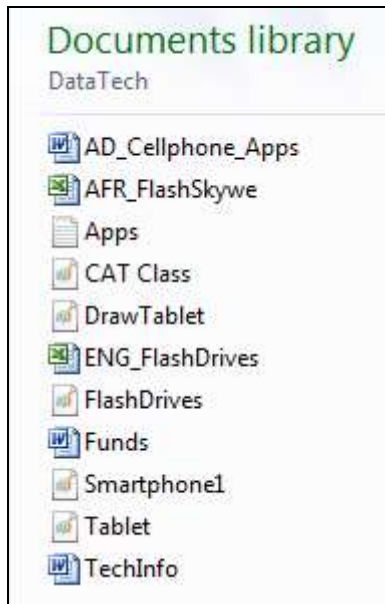 Documents library
DataTech
AD_Cellphone_Apps
AFR_FlashSkywe
Apps
CAT Class
DrawTablet
ENG_FlashDrives
FlashDrives
Funds
Smartphone1
Tablet
TechInfo